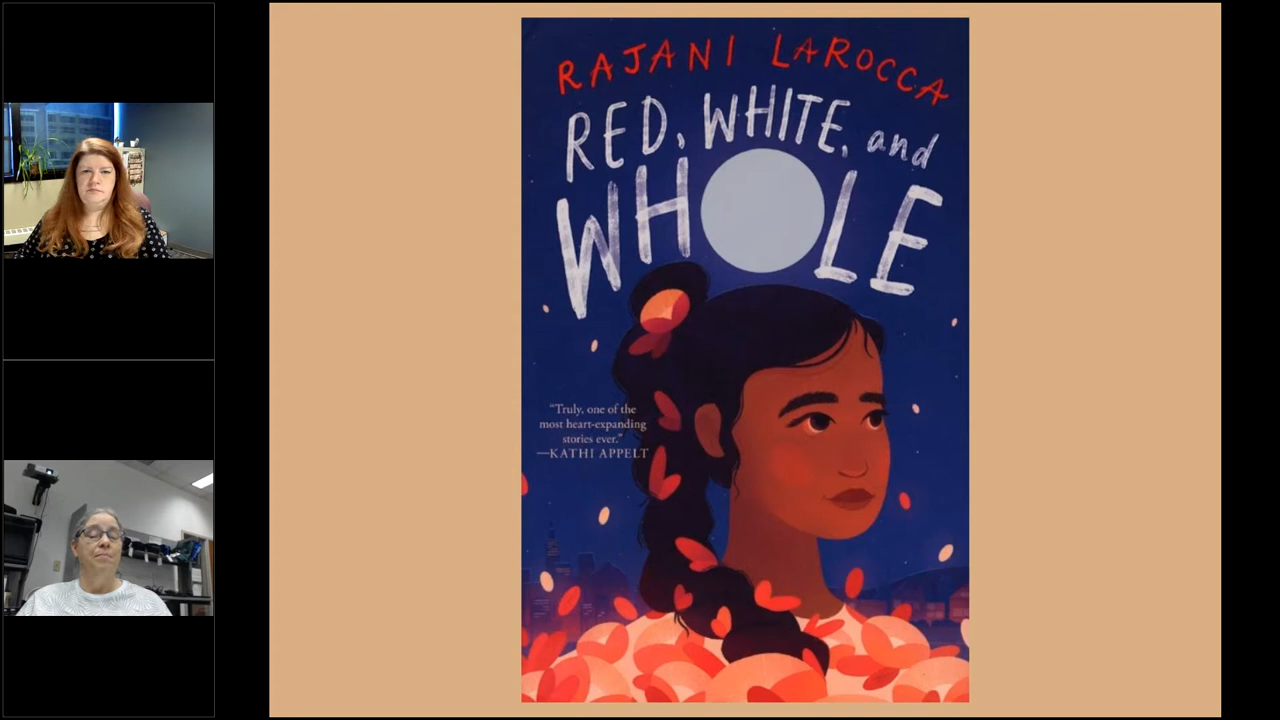 RAJANI LAROCCA
RED, WHITE, and
WHOLE
“Truly, one of the
most heart-expanding
stories ever.”
—KATHI APPELT